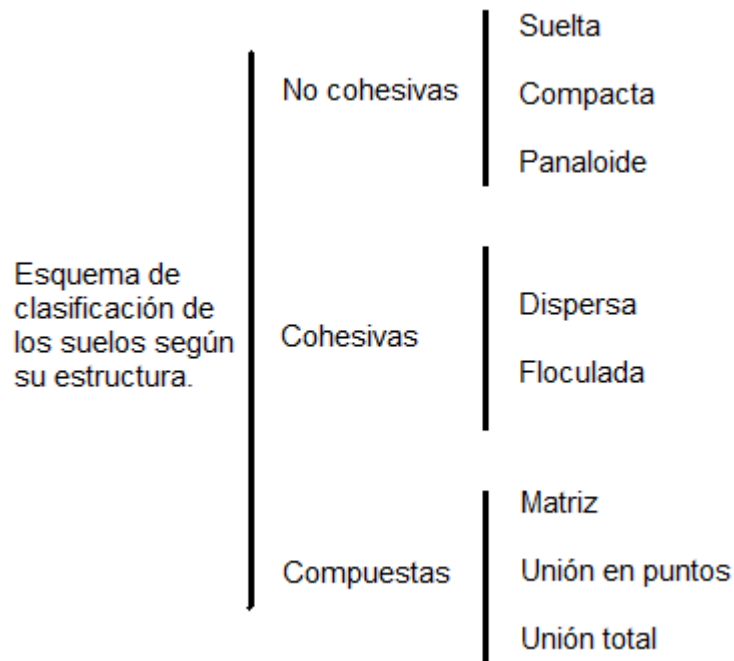 Esquema de
clasificación de
los suelos según
su estructura.
No cohesivas
Suelta
Compacta
Panaloide
Cohesivas
Dispersa
Floculada
Compuestas
Matriz
Unión en puntos
Unión total